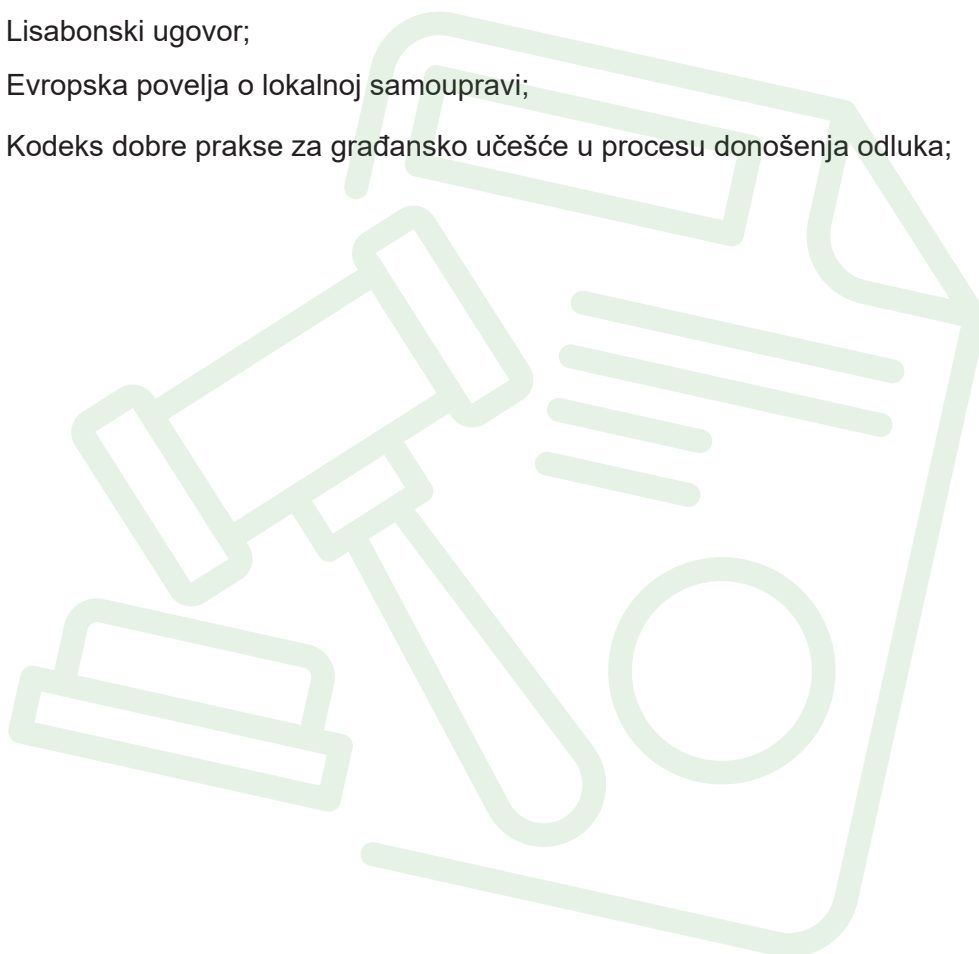 Lisabonski ugovor;
Evropska povelja o lokalnoj samoupravi;
Kodeks dobre prakse za građansko učešće u procesu donošenja odluka;